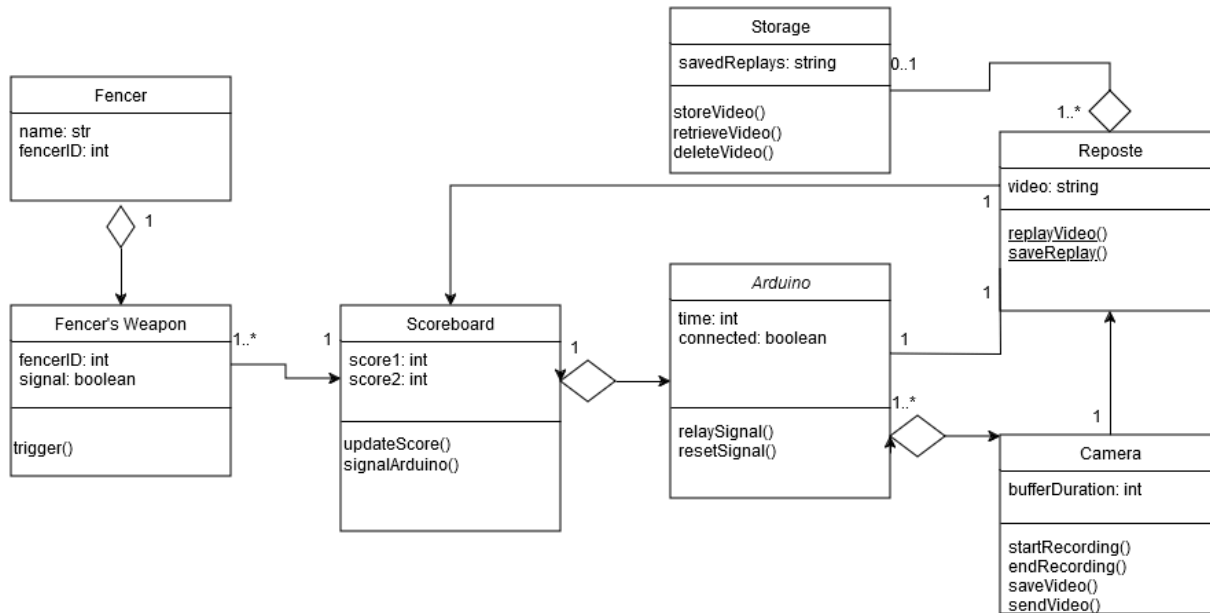 Storage
savedReplays: string
storeVideo()
retrieveVideo()
deleteVideo()
0..1
1..*
Fencer
name: str
fencerID: int
1
Reposte
video: string
replayVideo()
saveReplay()
1
1
Fencer's Weapon
fencerID: int
signal: boolean
trigger()
1..*
1
Scoreboard
score1: int
score2: int
updateScore()
signalArduino()
1
Arduino
time: int
connected: boolean
relaySignal()
resetSignal()
1
1..*
1
Camera
bufferDuration: int
startRecording()
endRecording()
saveVideo()
sendVideo()